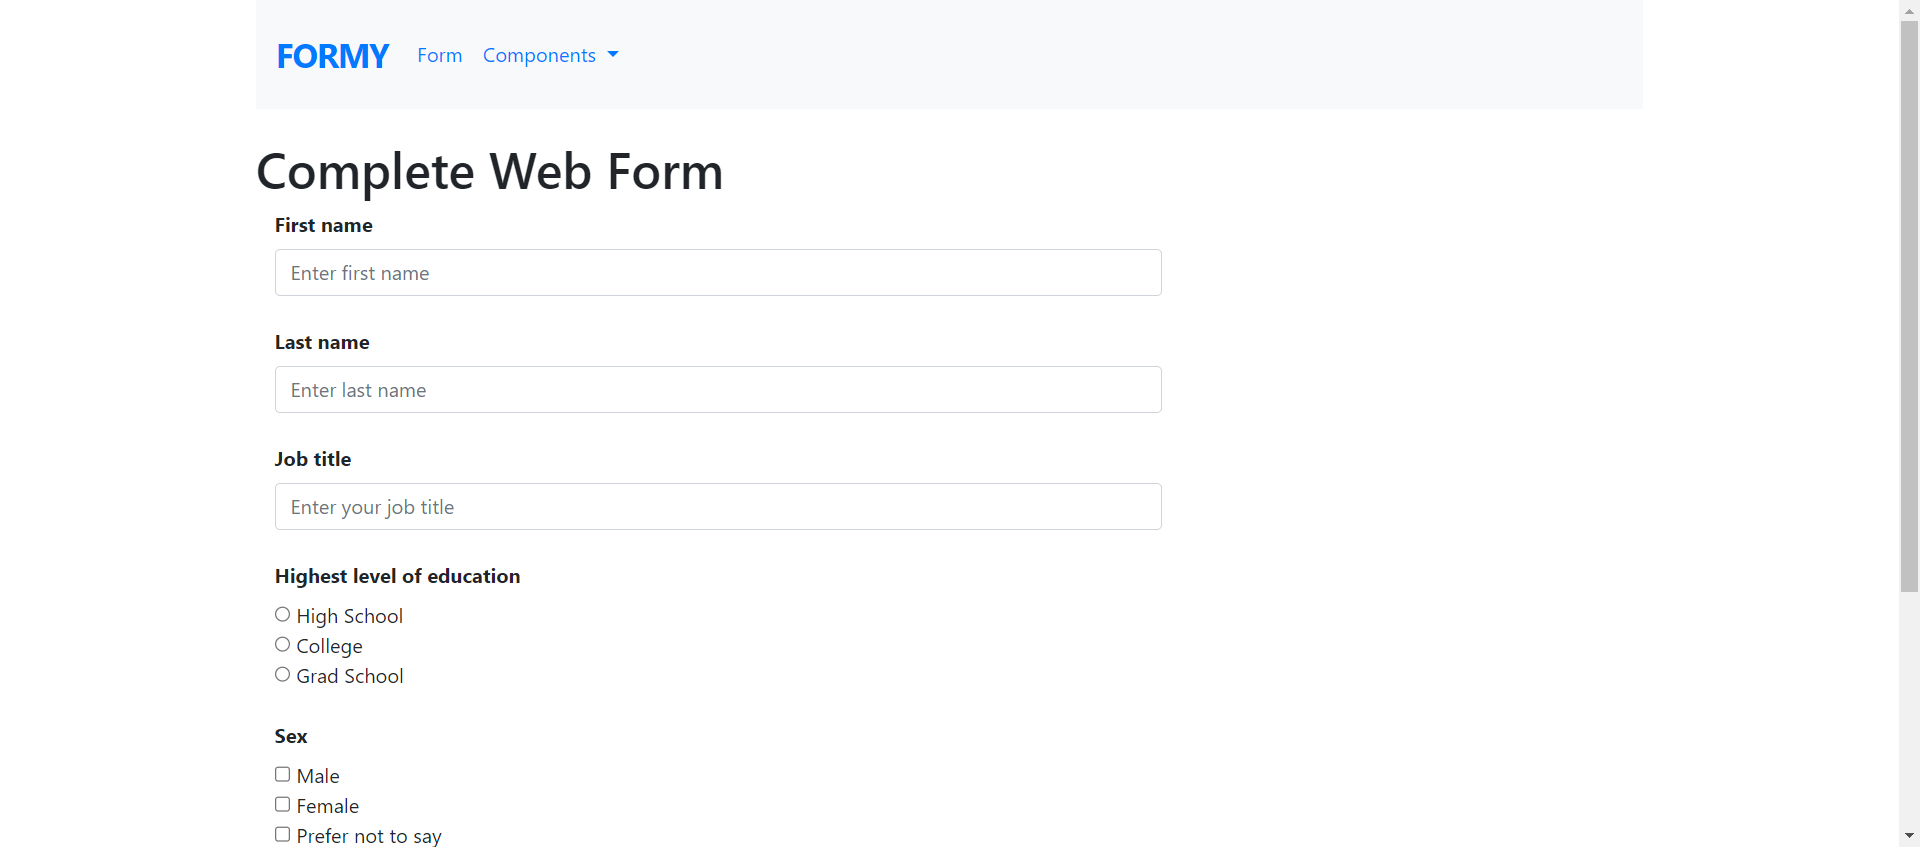 FORMY Form Components
Complete Web Form
First name
Enter first name
Last name
Enter last name
Job title
Enter your job title
Highest level of education
High School
College
Grad School
Sex
Male
Female
Prefer not to say